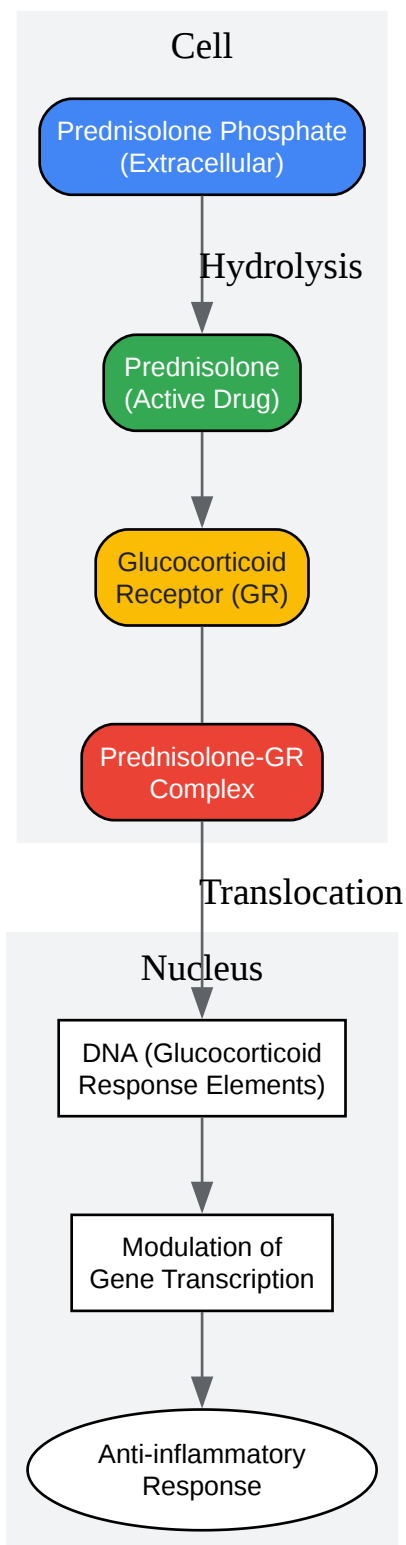 Cell
Prednisolone Phosphate
(Extracellular)
Hydrolysis
Prednisolone
(Active Drug)
Glucocorticoid
Receptor (GR)
Prednisolone-GR
Complex
Translocation
Nucleus
DNA (Glucocorticoid
Response Elements)
Modulation of
Gene Transcription
Anti-inflammatory
Response